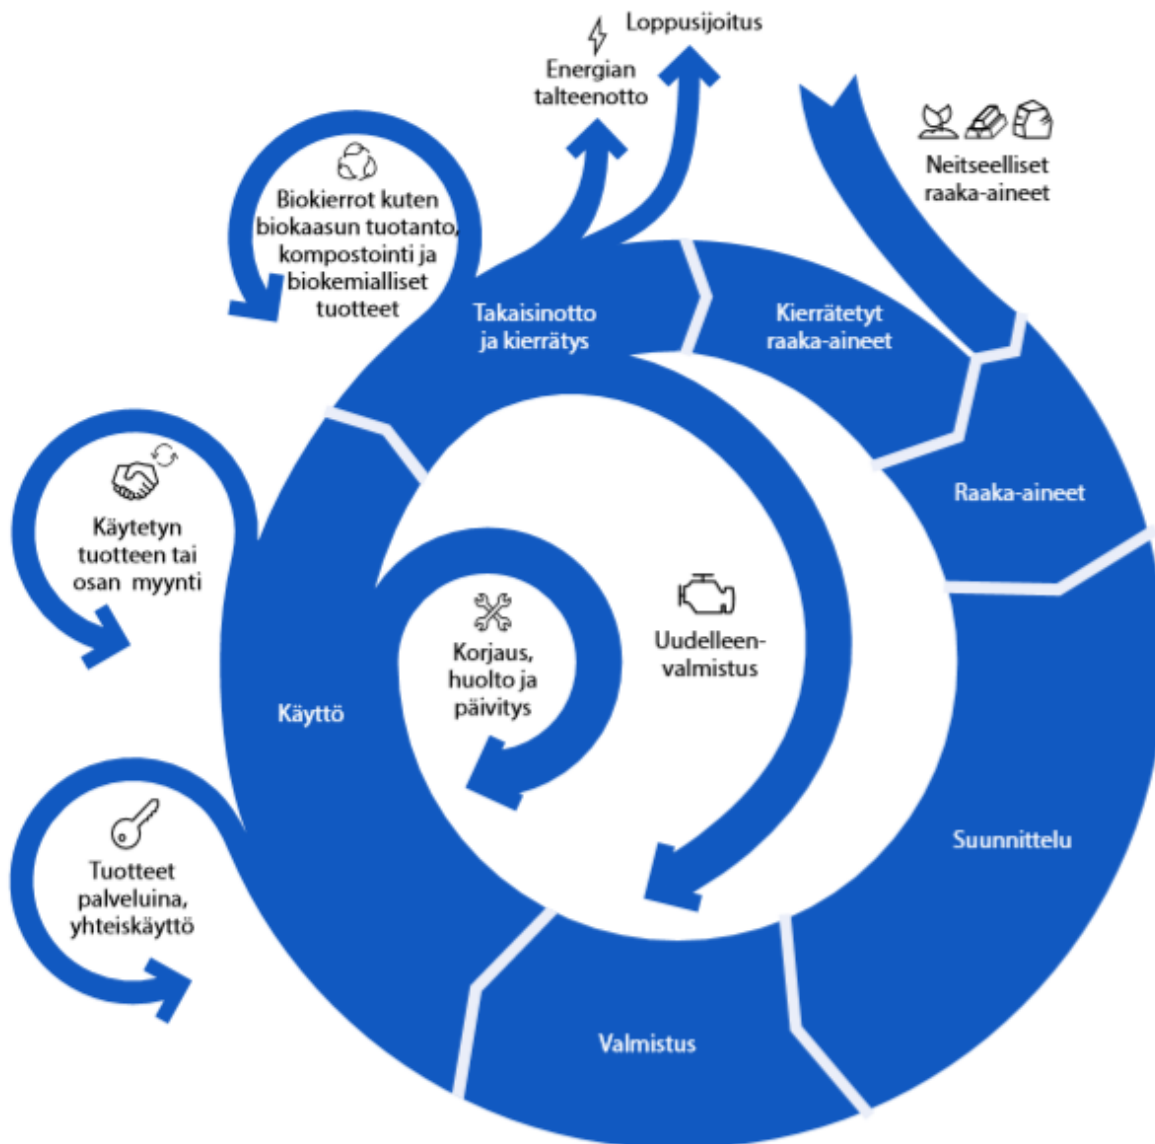 Loppusijoitus
Energian
talteenotto
Neitseelliset
raaka-aineet
Biokierrot kuten
biokaasun tuotanto,
kompostointi ja
biokemialliset
tuotteet
Takaisinotto
ja kierrätys
Kierrätetyt
raaka-aineet
Raaka-aineet
Käytetyn
tuotteen tai
osan myynti
Korjaus,
huolto ja
päivitys
Uudelleen-
valmistus
Käyttö
Suunnittelu
Tuotteet
palveluina,
yhteiskäyttö
Valmistus